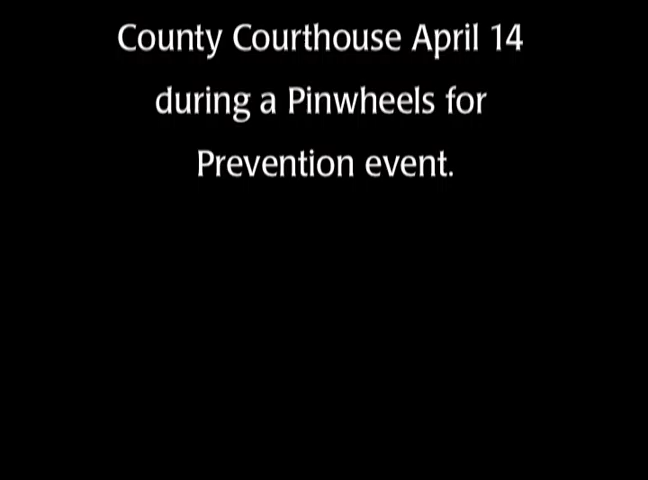 County Courthouse April 14
during a Pinwheels for
Prevention event.